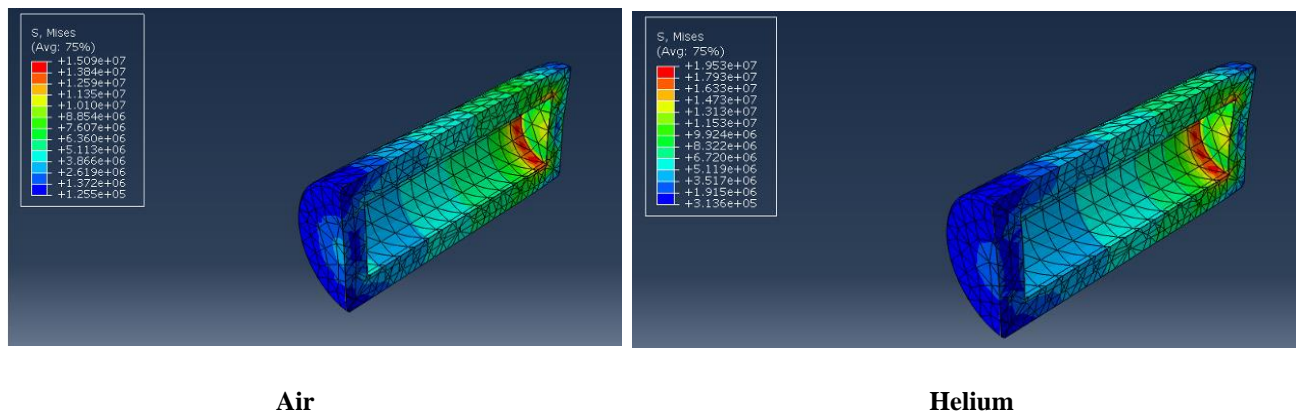 S, Mises
(Avg: 75%)
+1.509e+07
+1.384e+07
+1.259e+07
+1.135e+07
+1.010e+07
+8.854e+06
+7.607e+06
+6.360e+06
+5.113e+06
+3.866e+06
+2.619e+06
+1.372e+06
+1.255e+05
S, Mises
(Avg: 75%)
+1.953e+07
+1.793e+07
+1.633e+07
+1.473e+07
+1.313e+07
+1.153e+07
+9.924e+06
+8.322e+06
+6.720e+06
+5.119e+06
+3.517e+06
+1.915e+06
+3.136e+05
Air
Helium